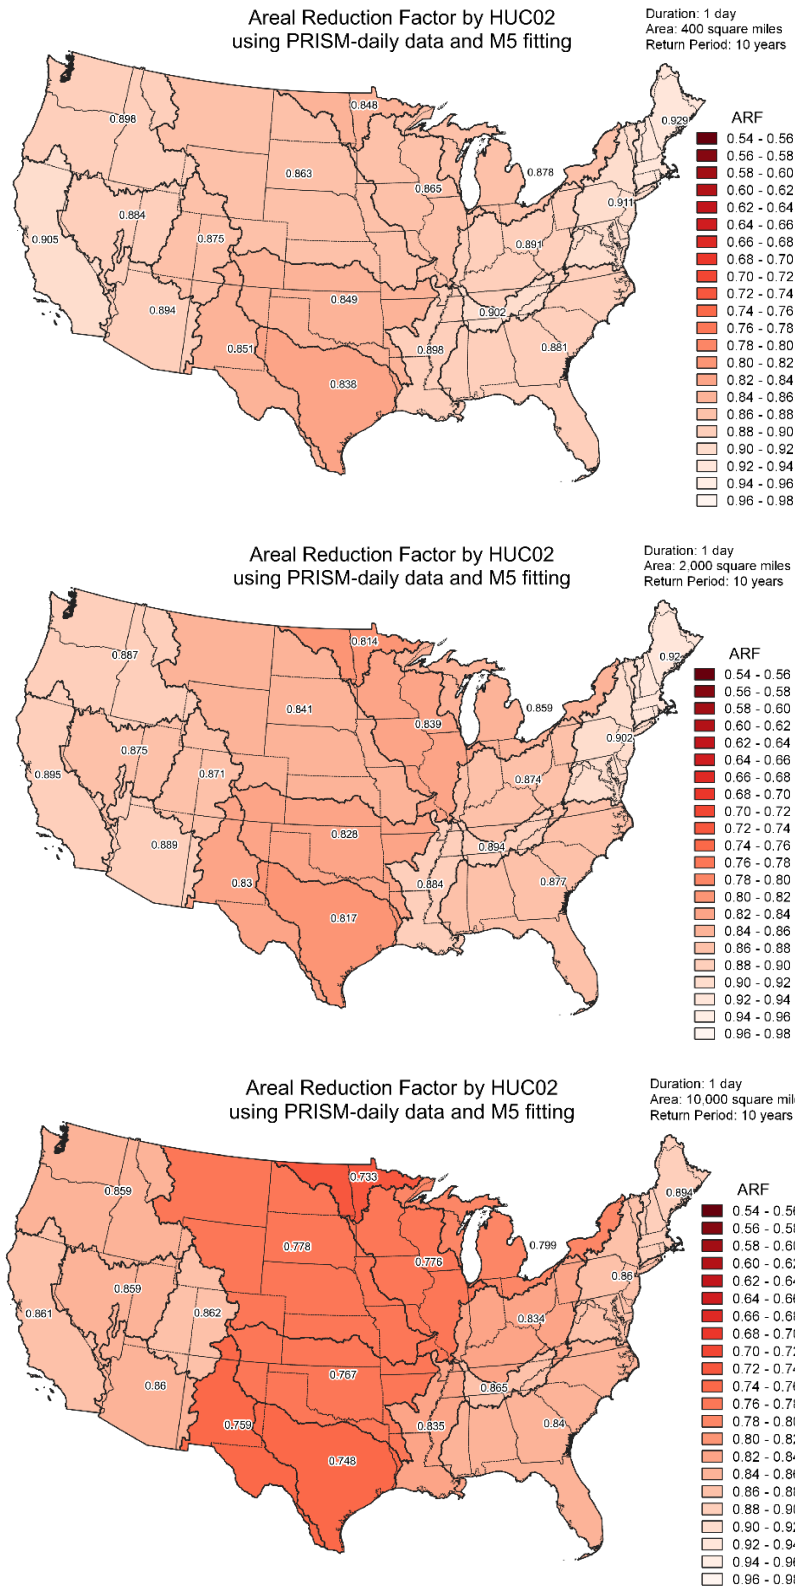 Areal Reduction Factor by HUC02
using PRISM-daily data and M5 fitting
Duration: 1 day
Area: 400 square miles
Return Period: 10 years
0.898
0.848
0.929
0.863
0.865
0.878
0.911
0.884
0.905
0.875
0.891
0.894
0.849
0.902
0.851
0.898
0.881
0.838
ARF
0.54 - 0.56
0.56 - 0.58
0.58 - 0.60
0.60 - 0.62
0.62 - 0.64
0.64 - 0.66
0.66 - 0.68
0.68 - 0.70
0.70 - 0.72
0.72 - 0.74
0.74 - 0.76
0.76 - 0.78
0.78 - 0.80
0.80 - 0.82
0.82 - 0.84
0.84 - 0.86
0.86 - 0.88
0.88 - 0.90
0.90 - 0.92
0.92 - 0.94
0.94 - 0.96
0.96 - 0.98
Areal Reduction Factor by HUC02
using PRISM-daily data and M5 fitting
Duration: 1 day
Area: 2,000 square miles
Return Period: 10 years
0.887
0.814
0.92
0.841
0.839
0.859
0.902
0.875
0.895
0.871
0.874
0.889
0.828
0.894
0.83
0.884
0.877
0.817
ARF
0.54 - 0.56
0.56 - 0.58
0.58 - 0.60
0.60 - 0.62
0.62 - 0.64
0.64 - 0.66
0.66 - 0.68
0.68 - 0.70
0.70 - 0.72
0.72 - 0.74
0.74 - 0.76
0.76 - 0.78
0.78 - 0.80
0.80 - 0.82
0.82 - 0.84
0.84 - 0.86
0.86 - 0.88
0.88 - 0.90
0.90 - 0.92
0.92 - 0.94
0.94 - 0.96
0.96 - 0.98
Areal Reduction Factor by HUC02
using PRISM-daily data and M5 fitting
Duration: 1 day
Area: 10,000 square mil
Return Period: 10 years
0.859
0.733
0.894
0.778
0.776
0.799
0.86
0.859
0.861
0.862
0.834
0.86
0.767
0.865
0.759
0.835
0.84
0.748
ARF
0.54 - 0.56
0.56 - 0.58
0.58 - 0.60
0.60 - 0.62
0.62 - 0.64
0.64 - 0.66
0.66 - 0.68
0.68 - 0.70
0.70 - 0.72
0.72 - 0.74
0.74 - 0.76
0.76 - 0.78
0.78 - 0.80
0.80 - 0.82
0.82 - 0.84
0.84 - 0.86
0.86 - 0.88
0.88 - 0.90
0.90 - 0.92
0.92 - 0.94
0.94 - 0.96
0.96 - 0.98